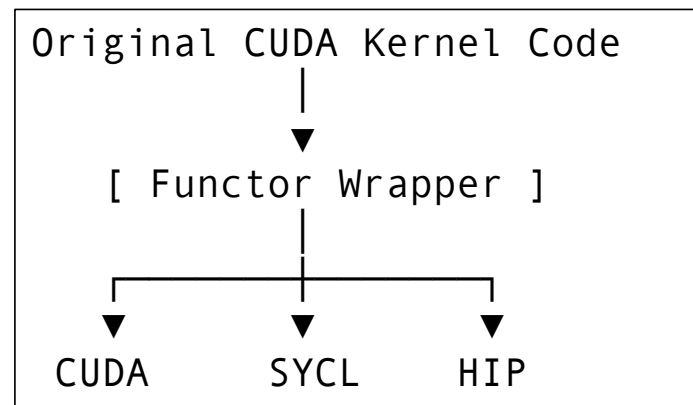 Original CUDA Kernel Code
[ Functor Wrapper ]
CUDA SYCL HIP